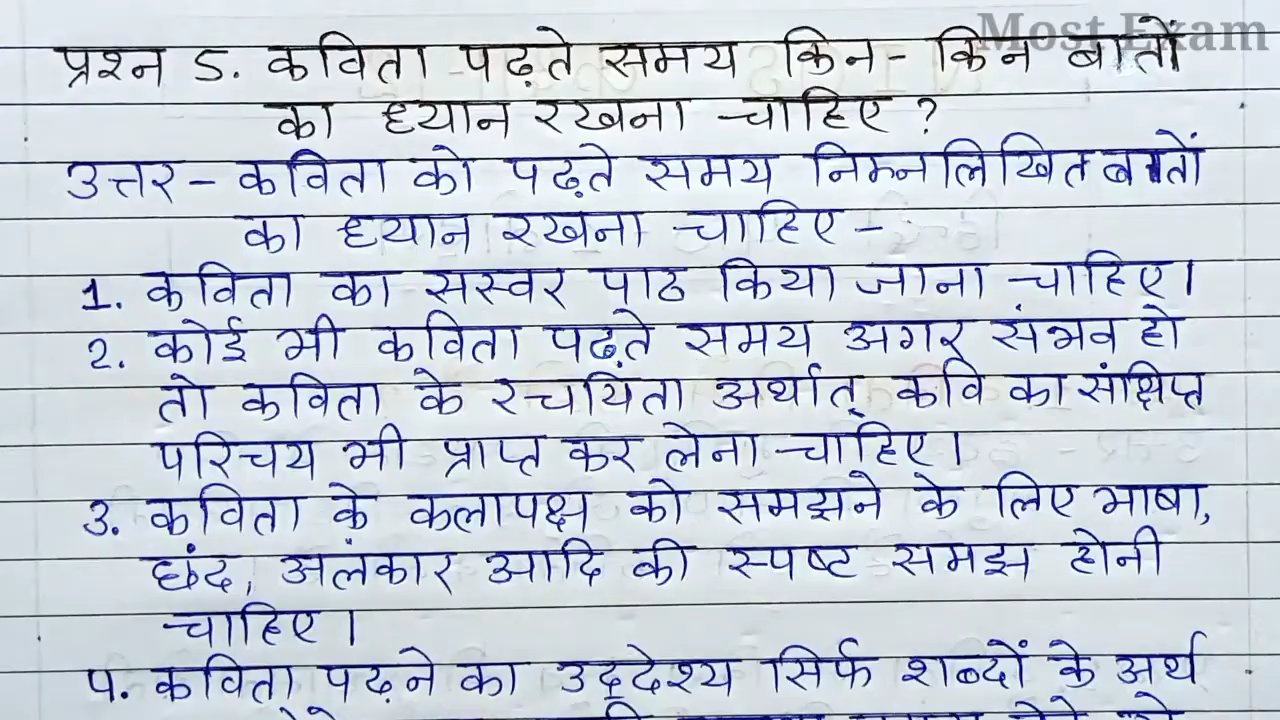 Most Exam
प्रश्न 5. कविता पढ़ते समय किन- किन बातों
का ध्यान रखना चाहिए ?
उत्तर - कविता को पढ़ते समय निम्नलिखित बातों
का ध्यान रखना चाहिए -
1. कविता का सस्वर पाठ किया जाना चाहिए।
2. कोई भी कविता पढ़ते समय अगर संभव हो
तो कविता के रचयिता अर्थात् कवि का संक्षिप्त
परिचय भी प्राप्त कर लेना चाहिए।
3. कविता के कलापक्ष को समझने के लिए भाषा,
छंद, अलंकार आदि की स्पष्ट समझ होनी
चाहिए।
4. कविता पढ़ने का उद्देश्य सिर्फ शब्दों के अर्थ